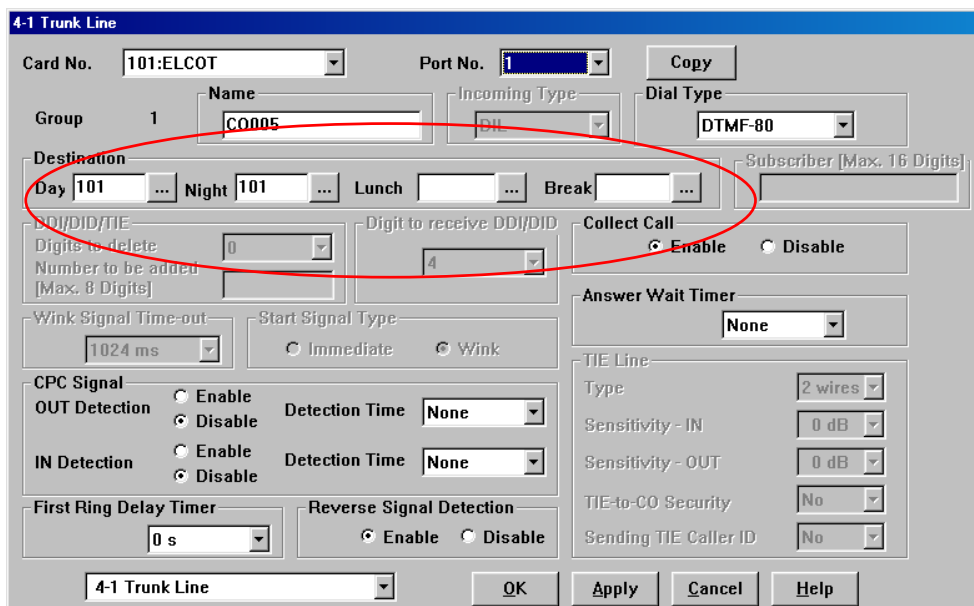 4-1 Trunk Line
Card No. 101:ELCOT Port No. 1 Copy
Name Incoming Type Dial Type
Group 1 CO005 DIL DTMF-80
Destination Subscriber [Max. 16 Digits]
Day 101 ... Night 101 ... Lunch ... Break ...
DDI/DID/TIE Digit to receive DDI/DID Collect Call
Digits to delete 0 4 Enable Disable
Number to be added
[Max. 8 Digits]
Answer Wait Timer
None
Wink Signal Time-out Start Signal Type
1024 ms Immediate Wink
TIE Line
Type 2 wires
Sensitivity - IN 0 dB
Sensitivity - OUT 0 dB
TIE-to-CO Security No
Sending TIE Caller ID No
CPC Signal
OUT Detection Enable Disable Detection Time None
IN Detection Enable Disable Detection Time None
First Ring Delay Timer Reverse Signal Detection
0 s Enable Disable
4-1 Trunk Line OK Apply Cancel Help